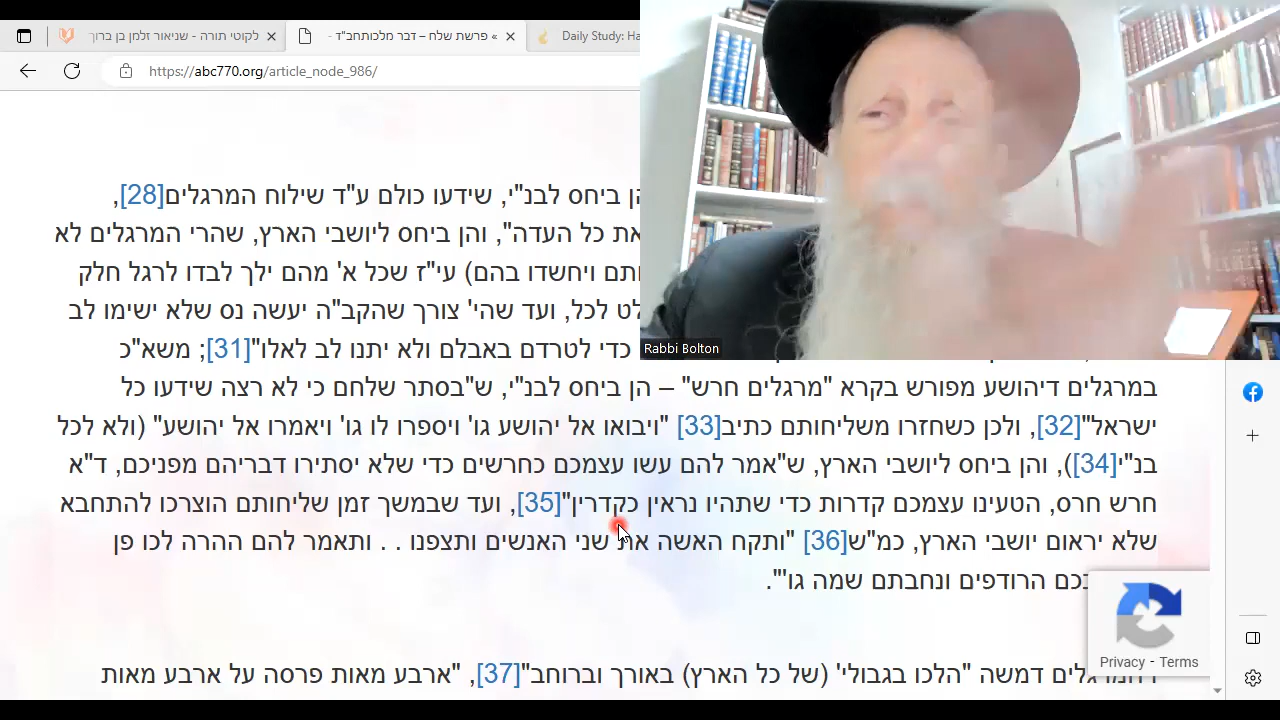 לקוטי תורה - שניאור זלמן בן ברוך
» פרשת שלח – דבר מלכותחב"ד -
Daily Study: Ha
https://abc770.org/article_node_986/
Rabbi Bolton
הן ביחס לבנ"י, שידעו כולם ע"ד שילוח המרגלים[28],
את כל העדה", והן ביחס ליושבי הארץ, שהרי המרגלים לא
ויחשדו בהם) עי"ז שכל א' מהם ילך לבדו לרגל חלק
לכל, ועד שהי' צורך שהקב"ה יעשה נס שלא ישימו לב
כדי לטרדם באבלם ולא יתנו לב לאלו"[31]; משא"כ
במרגלים דיהושע מפורש בקרא "מרגלים חרש" – הן ביחס לבנ"י, ש"בסתר שלחם כי לא רצה שידעו כל
ישראל"[32], ולכן כשחזרו משליחותם כתיב[33] "ויבואו אל יהושע גו' ויספרו לו גו' ויאמרו אל יהושע" (ולא לכל
בנ"י[34]), והן ביחס ליושבי הארץ, ש"אמר להם עשו עצמכם כחרשים כדי שלא יסתירו דבריהם מפניכם, ד"א
חרש חרס, הטעינו עצמכם קדרות כדי שתהיו נראין כקדרין"[35], ועד שבמשך זמן שליחותם הוצרכו להתחבא
שלא יראום יושבי הארץ, כמ"ש[36] "ותקח האשה את שני האנשים ותצפנו . . ותאמר להם ההרה לכו פן
הרודפים ונחבתם שמה גו'".
דמשה "הלכו בגבולי' (של כל הארץ) באורך וברוחב"[37], "ארבע מאות פרסה על ארבע מאות
Privacy - Terms